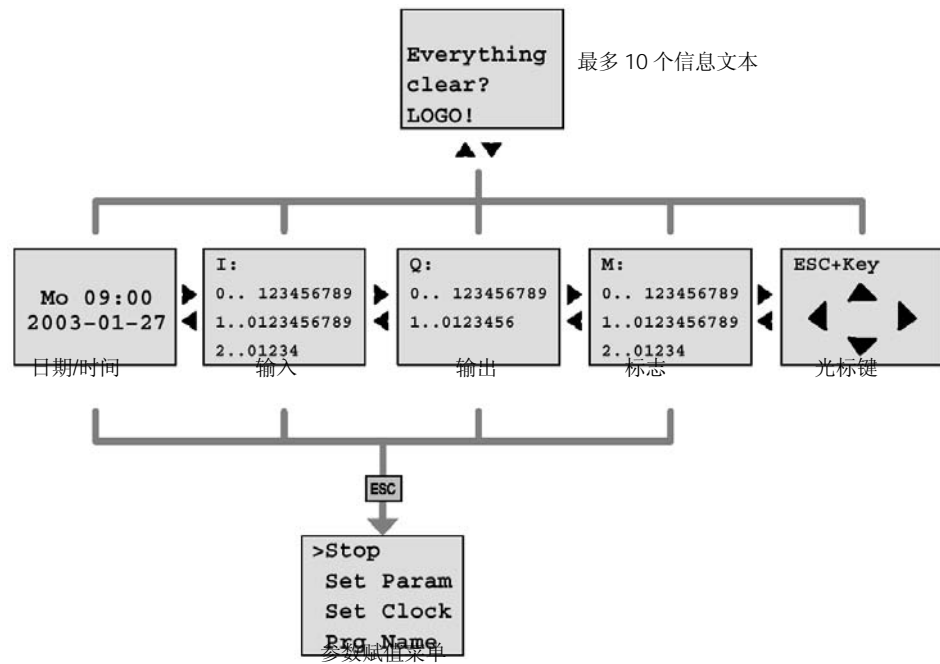 Everything
clear?
LOGO!
最多 10 个信息文本
Mo 09:00
2003-01-27
日期/时间
I:
0.. 123456789
1..0123456789
2..01234
输入
Q:
0.. 123456789
1..0123456
输出
M:
0.. 123456789
1..0123456789
2..01234
标志
ESC+Key
光标键
ESC
>Stop
Set Param
Set Clock
Prg Name
参数赋值菜单